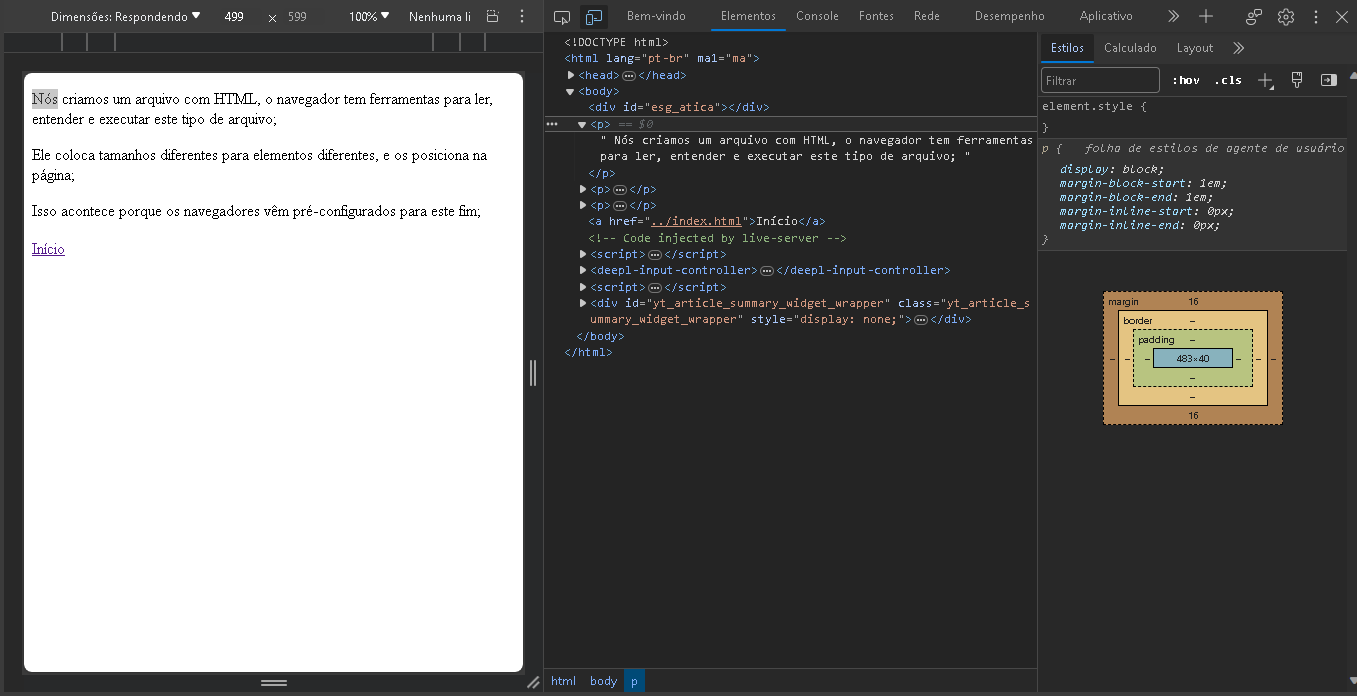 Dimensões: Respondendo ▼ 499 × 599 100% ▼ Nenhuma li
Nós criamos um arquivo com HTML, o navegador tem ferramentas para ler,
entender e executar este tipo de arquivo;
Ele coloca tamanhos diferentes para elementos diferentes, e os posiciona na
página;
Isso acontece porque os navegadores vêm pré-configurados para este fim;
Início
Bem-vindo Elementos Console Fontes Rede Desempenho Aplicativo
<!DOCTYPE html>
<html lang="pt-br" mal="ma">
▶<head>…</head>
▼<body>
<div id="esg_atica"></div>
… ▼<p> == $0
" Nós criamos um arquivo com HTML, o navegador tem ferramentas
para ler, entender e executar este tipo de arquivo; "
</p>
▶<p>…</p>
▶<p>…</p>
<a href="../index.html">Início</a>
<!-- Code injected by live-server -->
▶<script>…</script>
▶<deepl-input-controller>…</deepl-input-controller>
▶<script>…</script>
▶<div id="yt_article_summary_widget_wrapper" class="yt_article_s
ummary_widget_wrapper" style="display: none;">…</div>
</body>
</html>
html body p
Estilos Calculado Layout
Filtrar :hov .cls
element.style {
}
p { folha de estilos de agente de usuário
display: block;
margin-block-start: 1em;
margin-block-end: 1em;
margin-inline-start: 0px;
margin-inline-end: 0px;
}
margin 16
border –
padding –
– – – 483×40 – – –
–
–
16